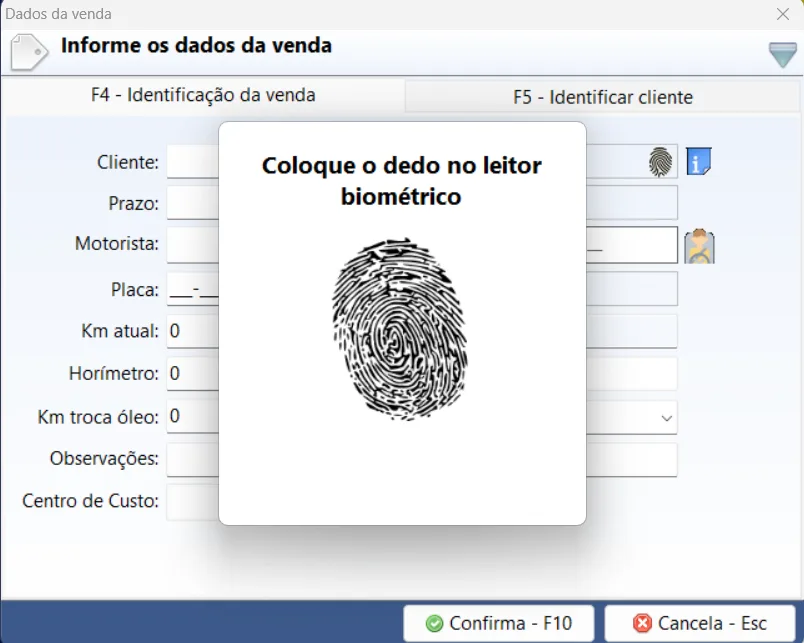 Dados da venda
Informe os dados da venda
F4 - Identificação da venda
F5 - Identificar cliente
Coloque o dedo no leitor
biométrico
Cliente:
Prazo:
Motorista:
Placa: __-__
Km atual: 0
Horímetro: 0
Km troca óleo: 0
Observações:
Centro de Custo:
Confirma - F10
Cancela - Esc